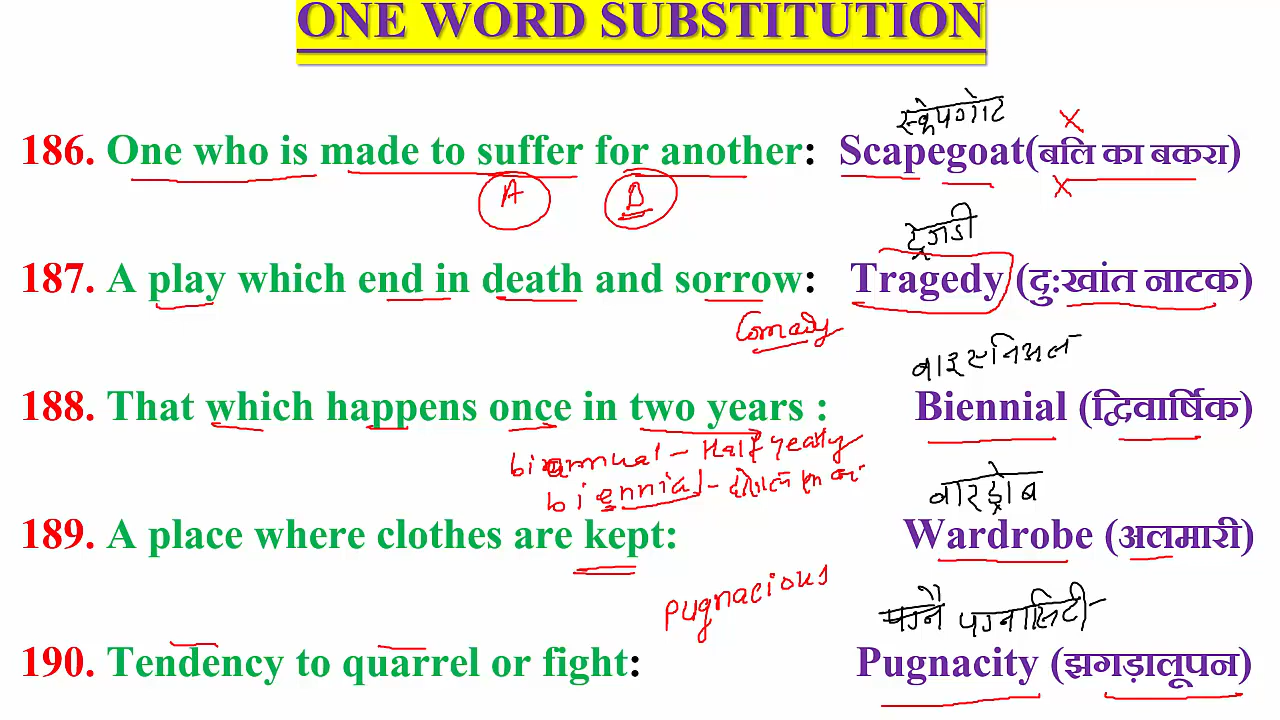 ONE WORD SUBSTITUTION
स्केपगोट
186. One who is made to suffer for another: Scapegoat(बलि का बकरा)
A B
ट्रेजडी
187. A play which end in death and sorrow: Tragedy (दुःखांत नाटक)
Comedy
बाइएनिअल
188. That which happens once in two years : Biennial (द्विवार्षिक)
biannual - Half yearly
biennial -
वारड्रोब
189. A place where clothes are kept: Wardrobe (अलमारी)
pugnacious
पग्नासिटी
190. Tendency to quarrel or fight: Pugnacity (झगड़ालूपन)